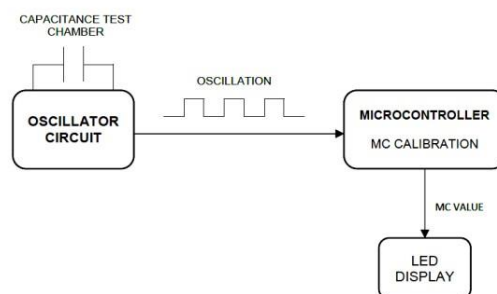 CAPACITANCE TEST
CHAMBER
OSCILLATOR
CIRCUIT
OSCILLATION
MICROCONTROLLER
MC CALIBRATION
MC VALUE
LED
DISPLAY